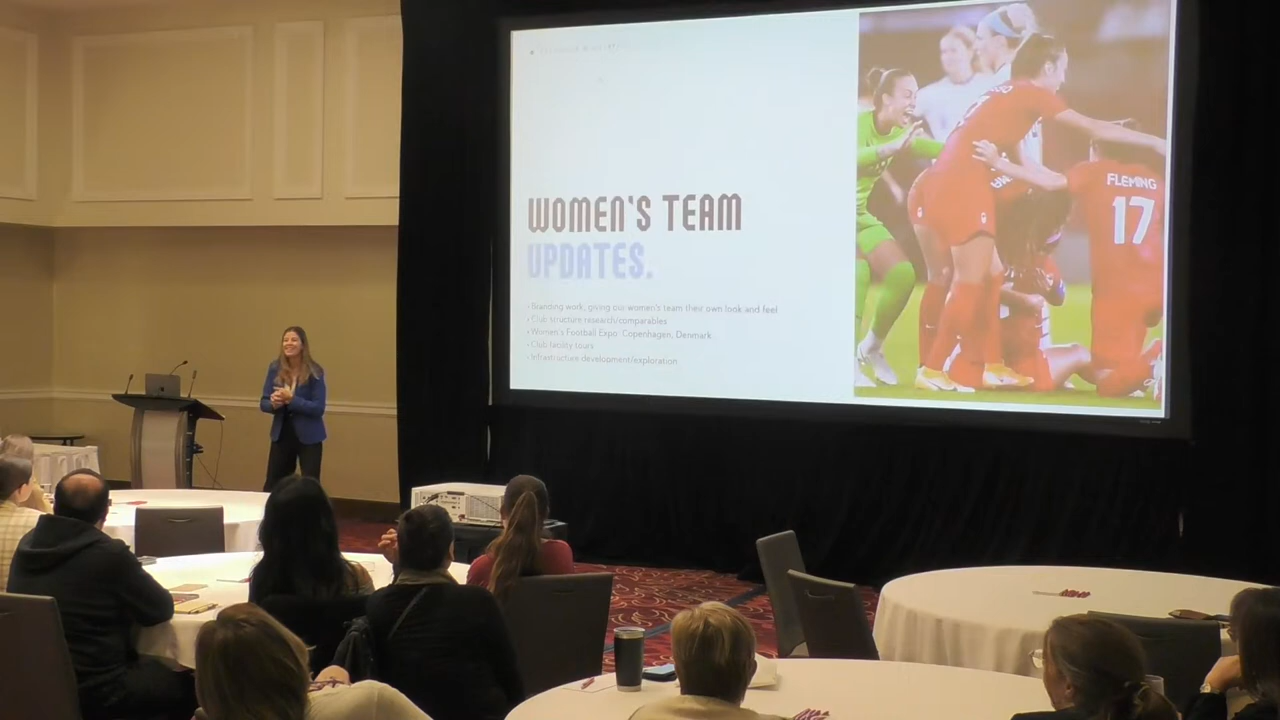 WOMEN'S TEAM
UPDATES.
• Branding work, giving our women's team their own look and feel
• Club structure research/comparables
• Women's Football Expo: Copenhagen, Denmark
• Club facility tours
• Infrastructure development/exploration
FLEMING
17